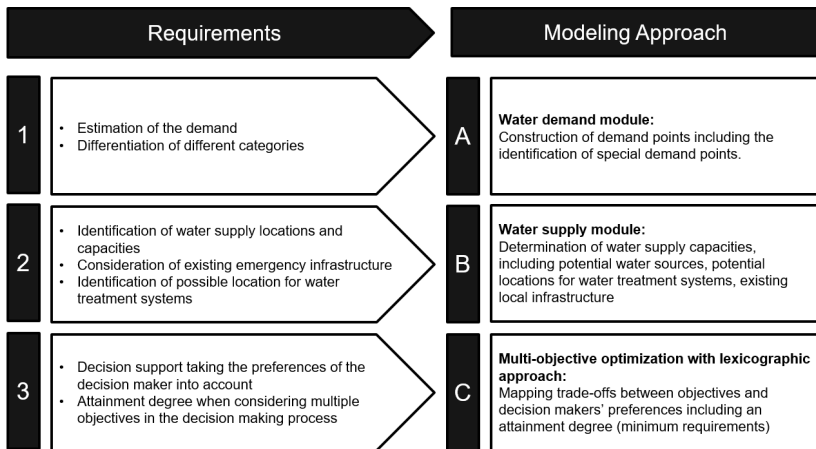 Requirements
Modeling Approach
1
• Estimation of the demand
• Differentiation of different categories
A
Water demand module:
Construction of demand points including the
identification of special demand points.
2
• Identification of water supply locations and
capacities
• Consideration of existing emergency infrastructure
• Identification of possible location for water
treatment systems
B
Water supply module:
Determination of water supply capacities,
including potential water sources, potential
locations for water treatment systems, existing
local infrastructure
3
• Decision support taking the preferences of the
decision maker into account
• Attainment degree when considering multiple
objectives in the decision making process
C
Multi-objective optimization with lexicographic
approach:
Mapping trade-offs between objectives and
decision makers’ preferences including an
attainment degree (minimum requirements)